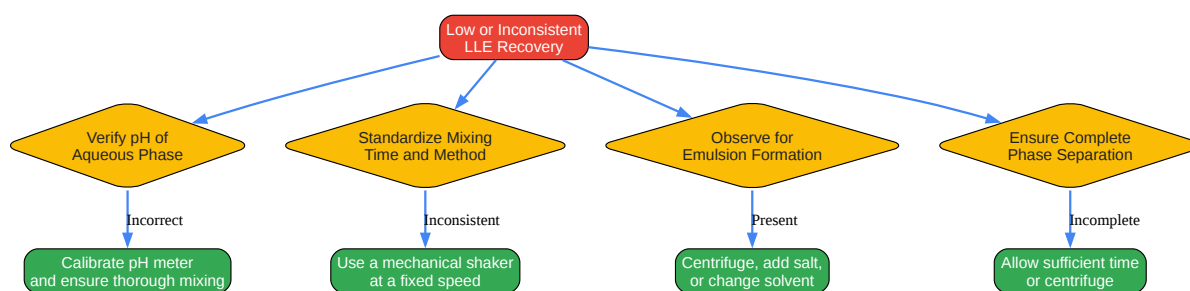 Low or Inconsistent
LLE Recovery
Verify pH of
Aqueous Phase
Standardize Mixing
Time and Method
Observe for
Emulsion Formation
Ensure Complete
Phase Separation
Incorrect
Inconsistent
Present
Incomplete
Calibrate pH meter
and ensure thorough mixing
Use a mechanical shaker
at a fixed speed
Centrifuge, add salt,
or change solvent
Allow sufficient time
or centrifuge